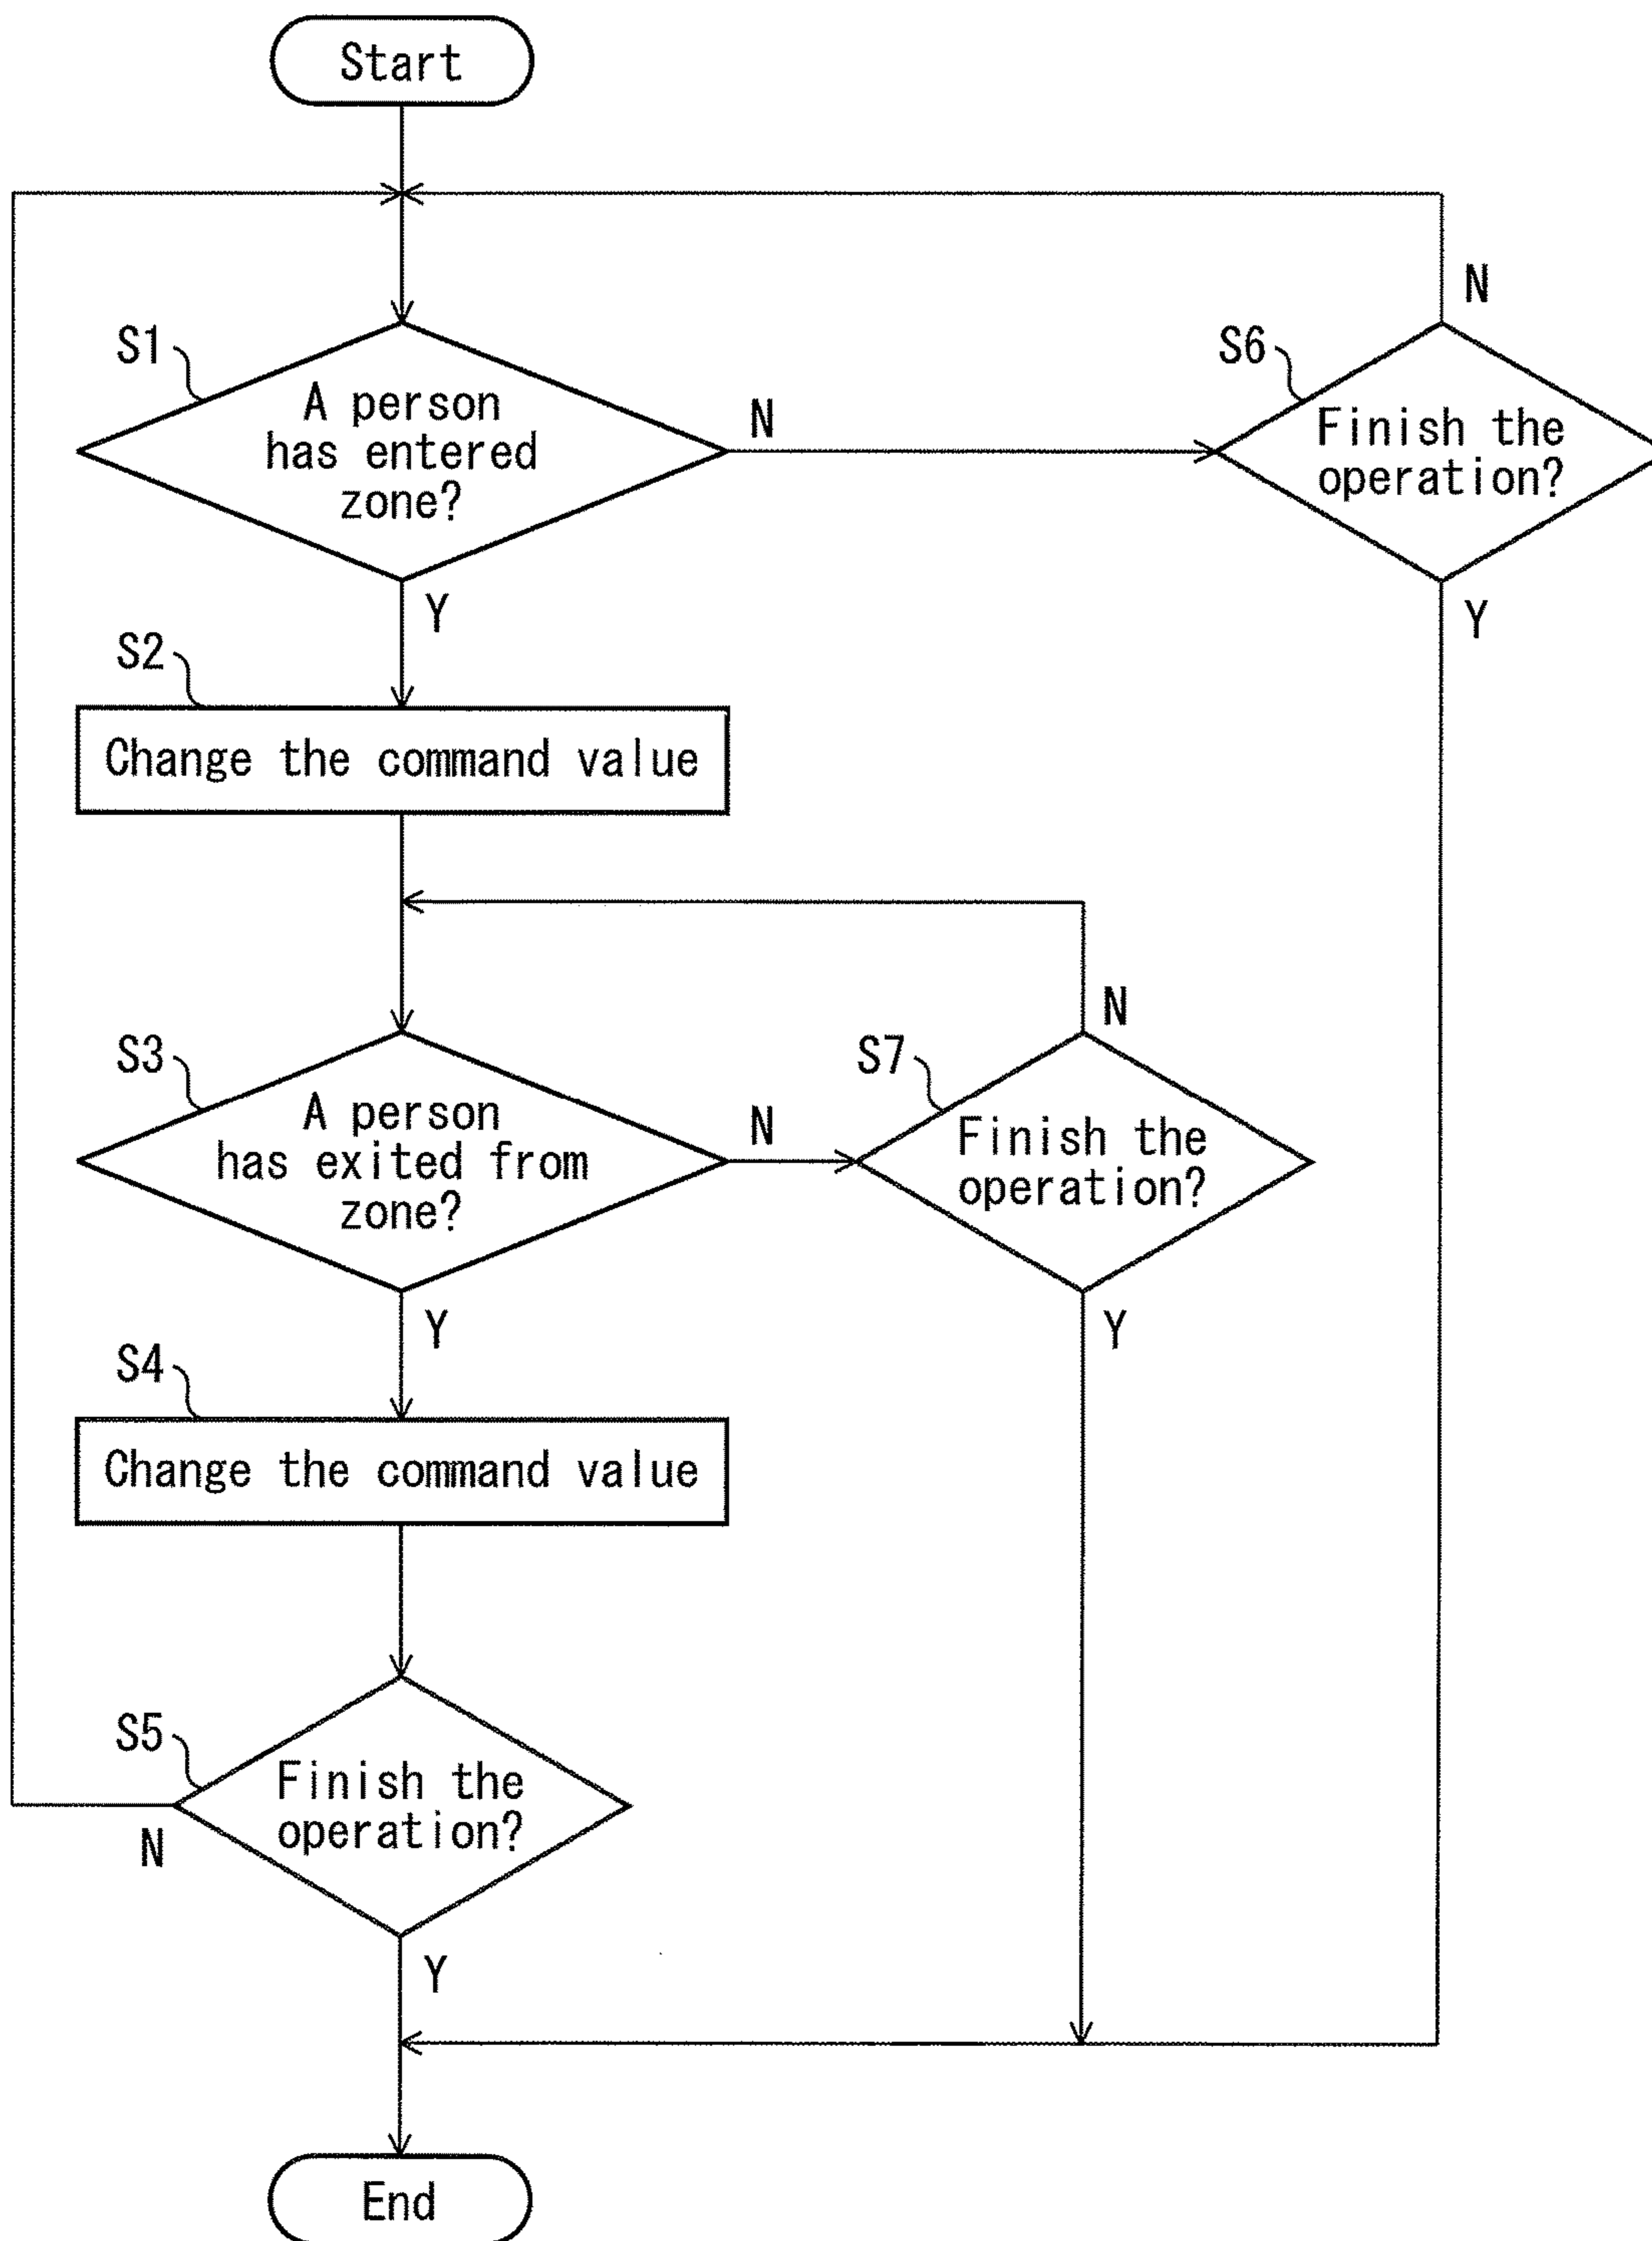 Start
N
S1
S6
A person
has entered
zone?
N
Finish the
operation?
Y
Y
S2
Change the command value
N
S3
S7
A person
has exited from
zone?
N
Finish the
operation?
Y
Y
S4
Change the command value
S5
Finish the
operation?
N
Y
End